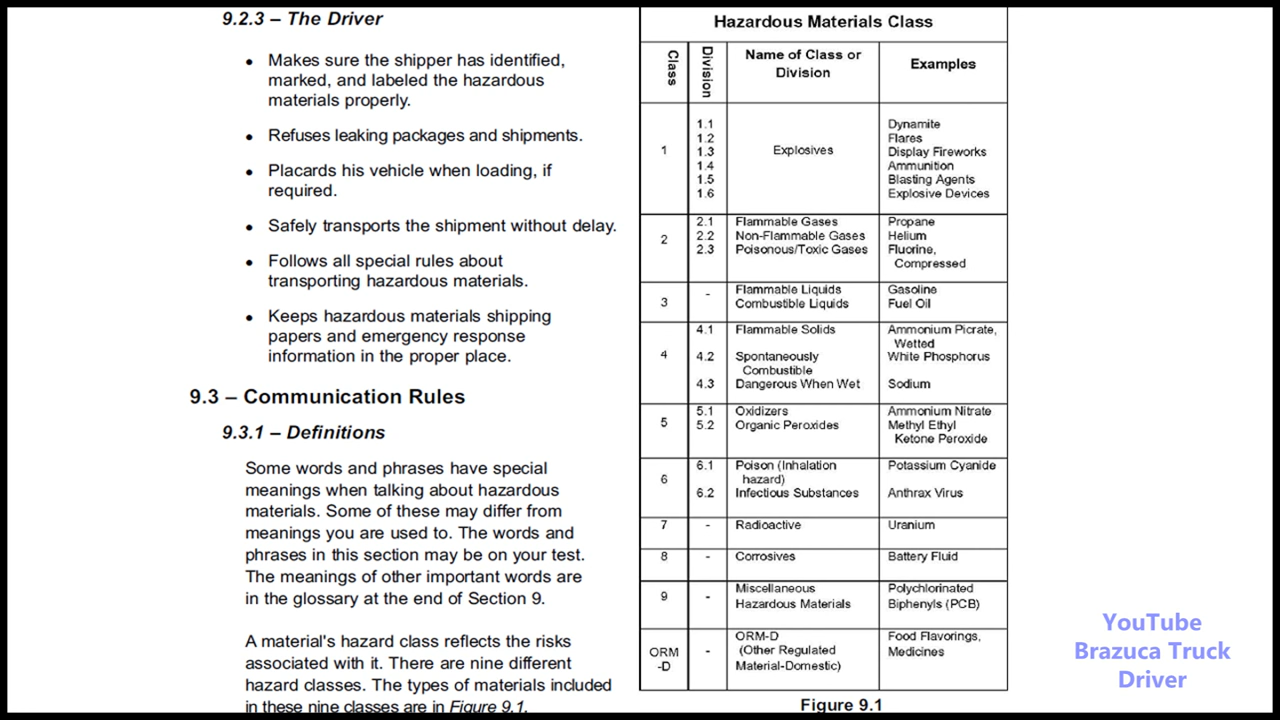 9.2.3 – The Driver
• Makes sure the shipper has identified,
marked, and labeled the hazardous
materials properly.
• Refuses leaking packages and shipments.
• Placards his vehicle when loading, if
required.
• Safely transports the shipment without delay.
• Follows all special rules about
transporting hazardous materials.
• Keeps hazardous materials shipping
papers and emergency response
information in the proper place.
9.3 – Communication Rules
9.3.1 – Definitions
Some words and phrases have special
meanings when talking about hazardous
materials. Some of these may differ from
meanings you are used to. The words and
phrases in this section may be on your test.
The meanings of other important words are
in the glossary at the end of Section 9.
A material's hazard class reflects the risks
associated with it. There are nine different
hazard classes. The types of materials included
in these nine classes are in Figure 9.1.
Hazardous Materials Class
Class Division Name of Class or Division Examples
1.1 Dynamite
1.2 Flares
1 1.3 Explosives Display Fireworks
1.4 Ammunition
1.5 Blasting Agents
1.6 Explosive Devices
2.1 Flammable Gases Propane
2 2.2 Non-Flammable Gases Helium
2.3 Poisonous/Toxic Gases Fluorine,
Compressed
- Flammable Liquids Gasoline
3 Combustible Liquids Fuel Oil
4.1 Flammable Solids Ammonium Picrate,
Wetted
4 4.2 Spontaneously White Phosphorus
Combustible
4.3 Dangerous When Wet Sodium
5.1 Oxidizers Ammonium Nitrate
5 5.2 Organic Peroxides Methyl Ethyl
Ketone Peroxide
6.1 Poison (Inhalation Potassium Cyanide
6 hazard)
6.2 Infectious Substances Anthrax Virus
7 - Radioactive Uranium
8 - Corrosives Battery Fluid
Miscellaneous Polychlorinated
9 - Hazardous Materials Biphenyls (PCB)
ORM-D Food Flavorings,
ORM - (Other Regulated Medicines
-D Material-Domestic)
Figure 9.1
YouTube
Brazuca Truck
Driver